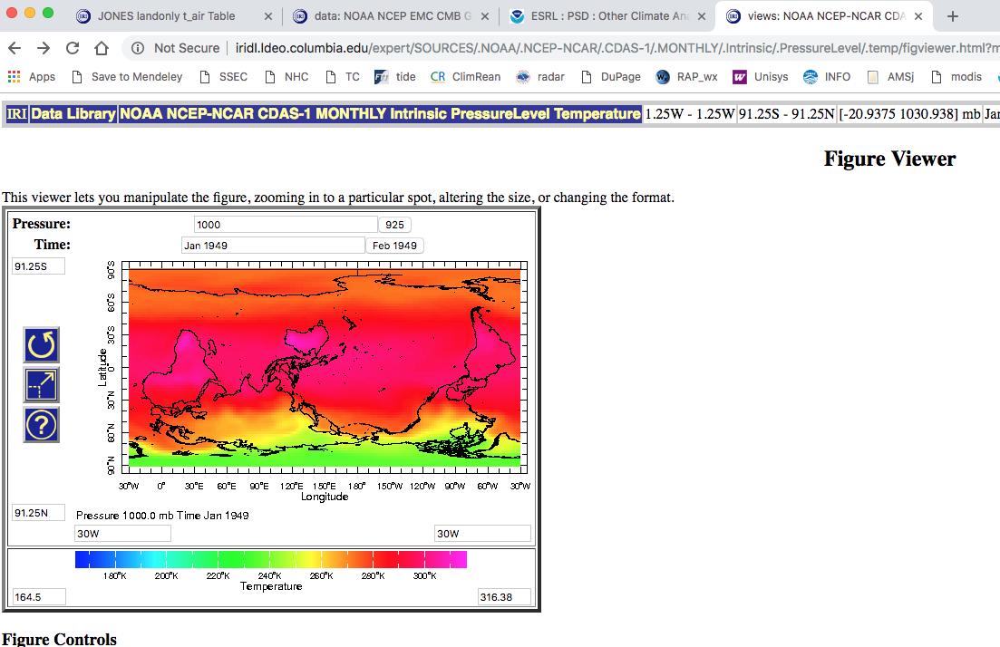 JONES landonly t_air Table
data: NOAA NCEP EMC CMB G
ESRL : PSD : Other Climate An
views: NOAA NCEP-NCAR CDA
Not Secure iridl.ldeo.columbia.edu/expert/SOURCES/.NOAA/.NCEP-NCAR/.CDAS-1/.MONTHLY/.Intrinsic/.PressureLevel/.temp/figviewer.html?m
Apps Save to Mendeley SSEC NHC TC tide ClimRean radar DuPage RAP_wx Unisys INFO AMSj modis
IRI Data Library NOAA NCEP-NCAR CDAS-1 MONTHLY Intrinsic PressureLevel Temperature 1.25W - 1.25W 91.25S - 91.25N [-20.9375 1030.938] mb Jan
Figure Viewer
This viewer lets you manipulate the figure, zooming in to a particular spot, altering the size, or changing the format.
Pressure: 1000 925
Time: Jan 1949 Feb 1949
91.25S
90°S
60°S
30°S
0°
30°N
60°N
90°N
Latitude
30°W 0° 30°E 60°E 90°E 120°E 150°E 180° 150°W 120°W 90°W 60°W 30°W
Longitude
91.25N
Pressure 1000.0 mb Time Jan 1949
30W 30W
180°K 200°K 220°K 240°K 260°K 280°K 300°K
Temperature
164.5 316.38
Figure Controls